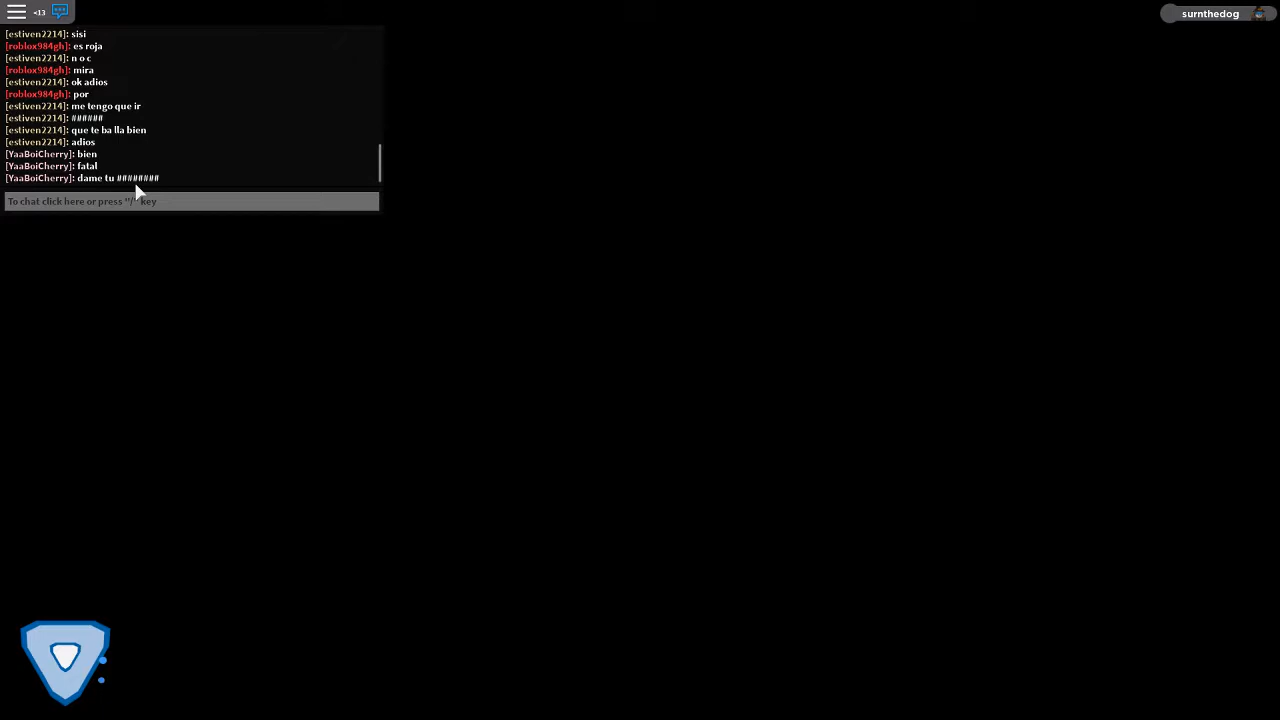 <13
surnthedog
[estiven2214]: sisi
[roblox984gh]: es roja
[estiven2214]: n o c
[roblox984gh]: mira
[estiven2214]: ok adios
[roblox984gh]: por
[estiven2214]: me tengo que ir
[estiven2214]: ######
[estiven2214]: que te ba lla bien
[estiven2214]: adios
[YaaBoiCherry]: bien
[YaaBoiCherry]: fatal
[YaaBoiCherry]: dame tu ########
To chat click here or press "/" key